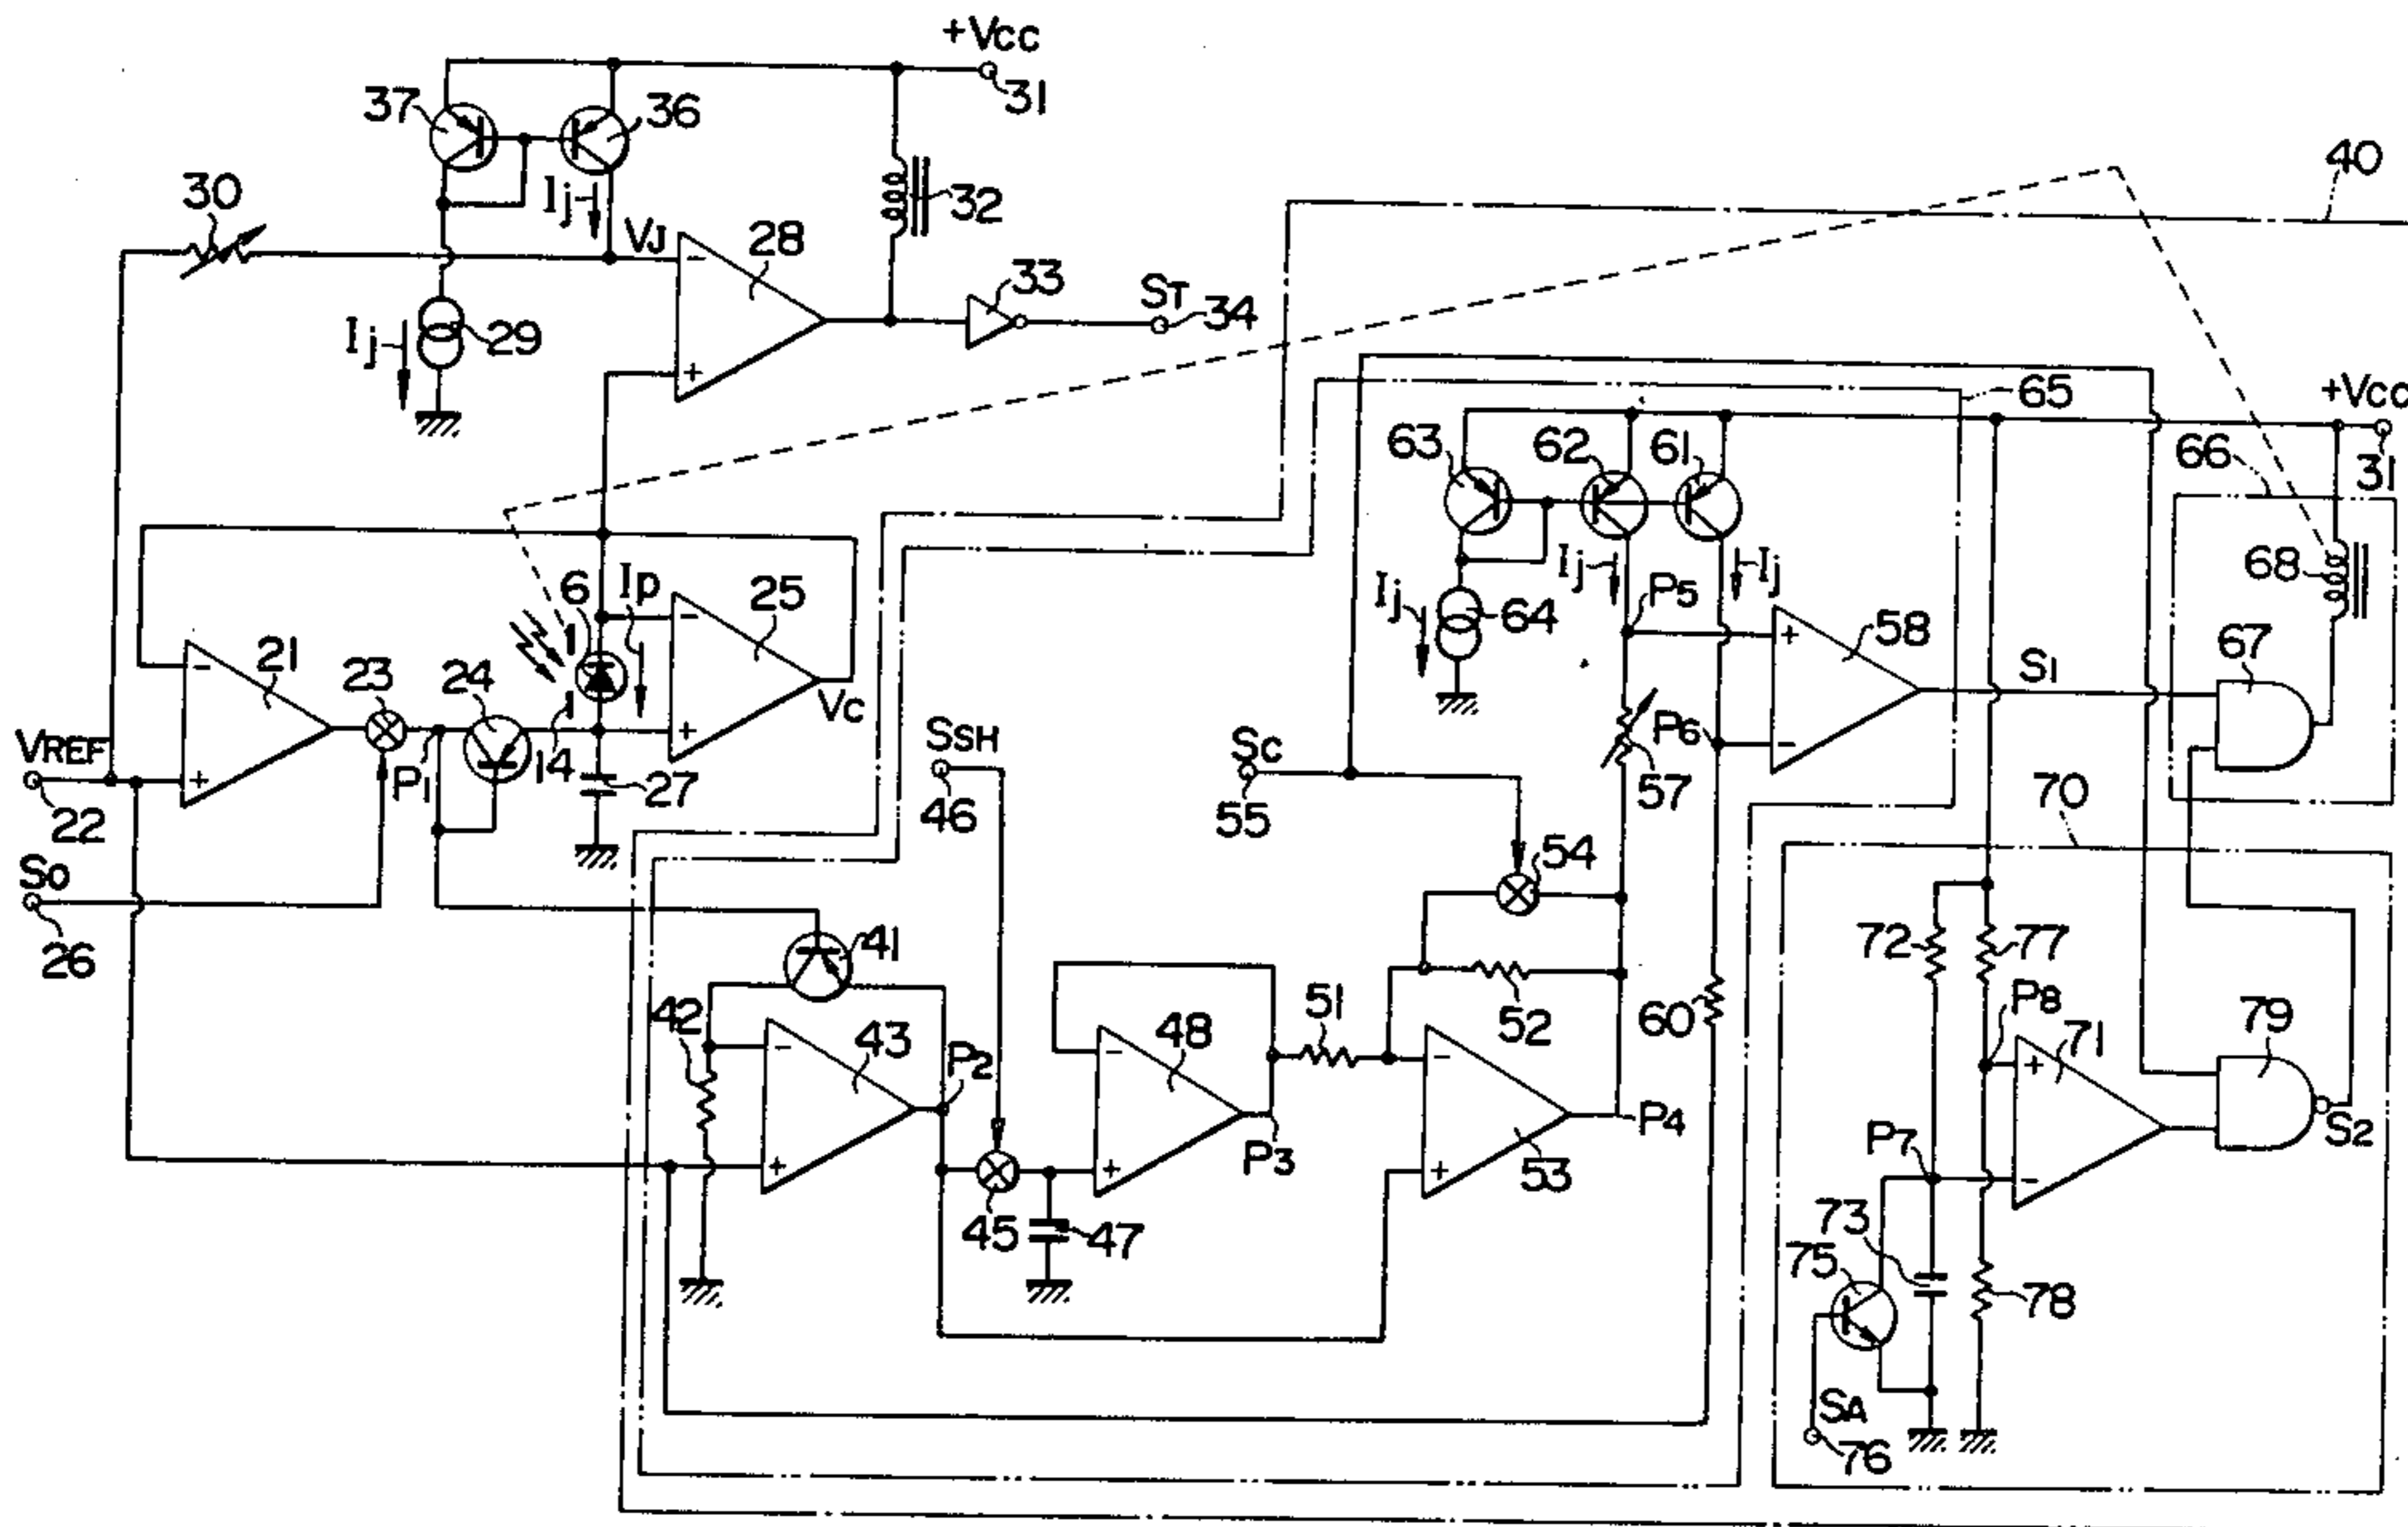 +Vcc
37
36
31
40
30
Ij
32
VJ
28
33
ST
34
Ij
29
65
+Vcc
63
62
61
66
31
6
Ip
25
Ij
P5
Ij
68
Ij
64
58
67
21
23
24
Vc
SSH
Sc
P6
S1
VREF
P1
14
27
57
70
22
46
55
So
54
26
41
72
77
42
43
P2
48
51
52
60
P8
71
79
P3
P4
P7
S2
45
47
53
73
75
78
SA
76
- + - + - + - + - + - + + - + -